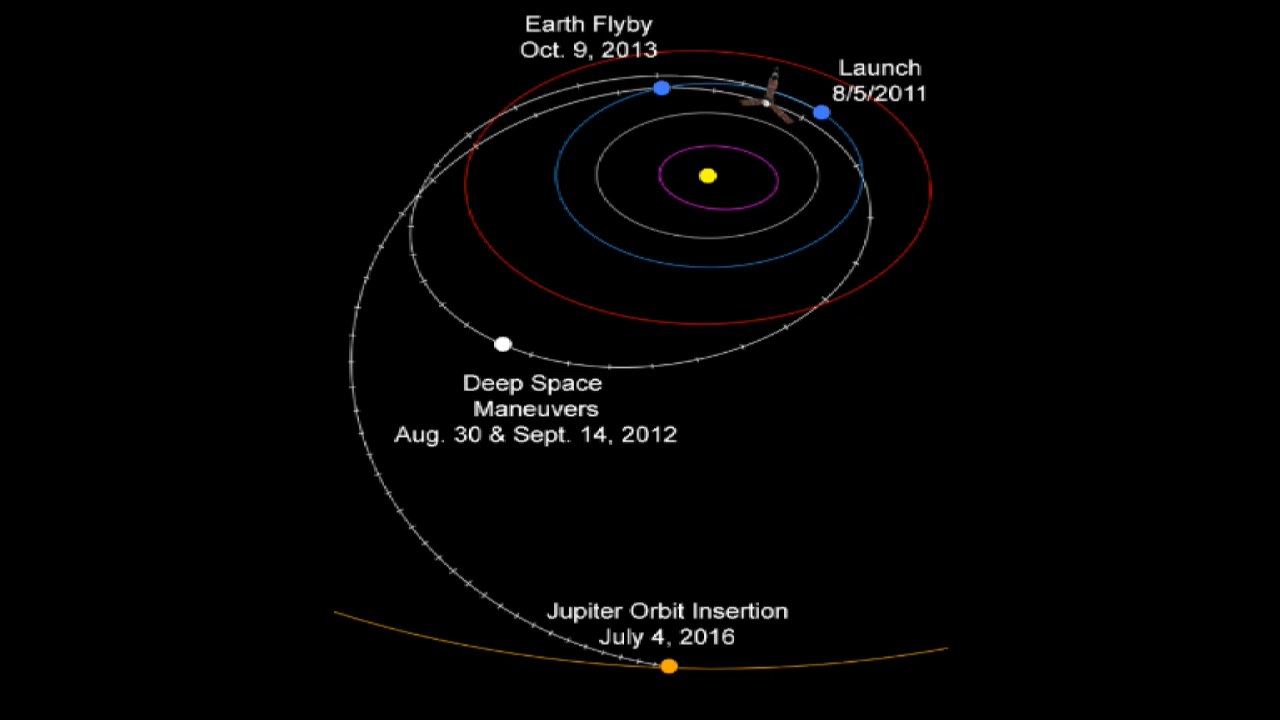 Earth Flyby
Oct. 9, 2013
Launch
8/5/2011
Deep Space
Maneuvers
Aug. 30 & Sept. 14, 2012
Jupiter Orbit Insertion
July 4, 2016